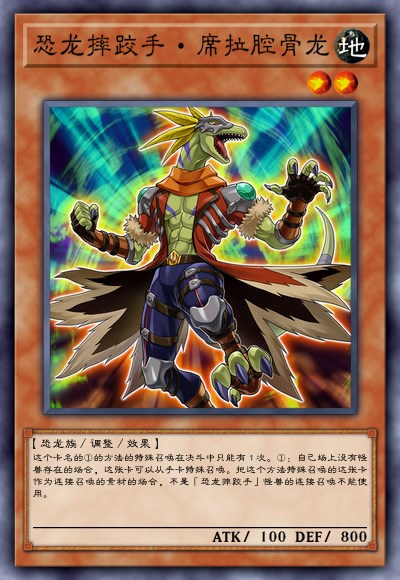 恐龙摔跤手·席拉腔骨龙
地
【恐龙族／调整／效果】
这个卡名的①的方法的特殊召唤在决斗中只能有1次。①：自己场上没有怪
兽存在的场合，这张卡可以从手卡特殊召唤。把这个方法特殊召唤的这张卡
作为连接召唤的素材的场合，不是「恐龙摔跤手」怪兽的连接召唤不能使
用。
ATK/ 100 DEF/ 800